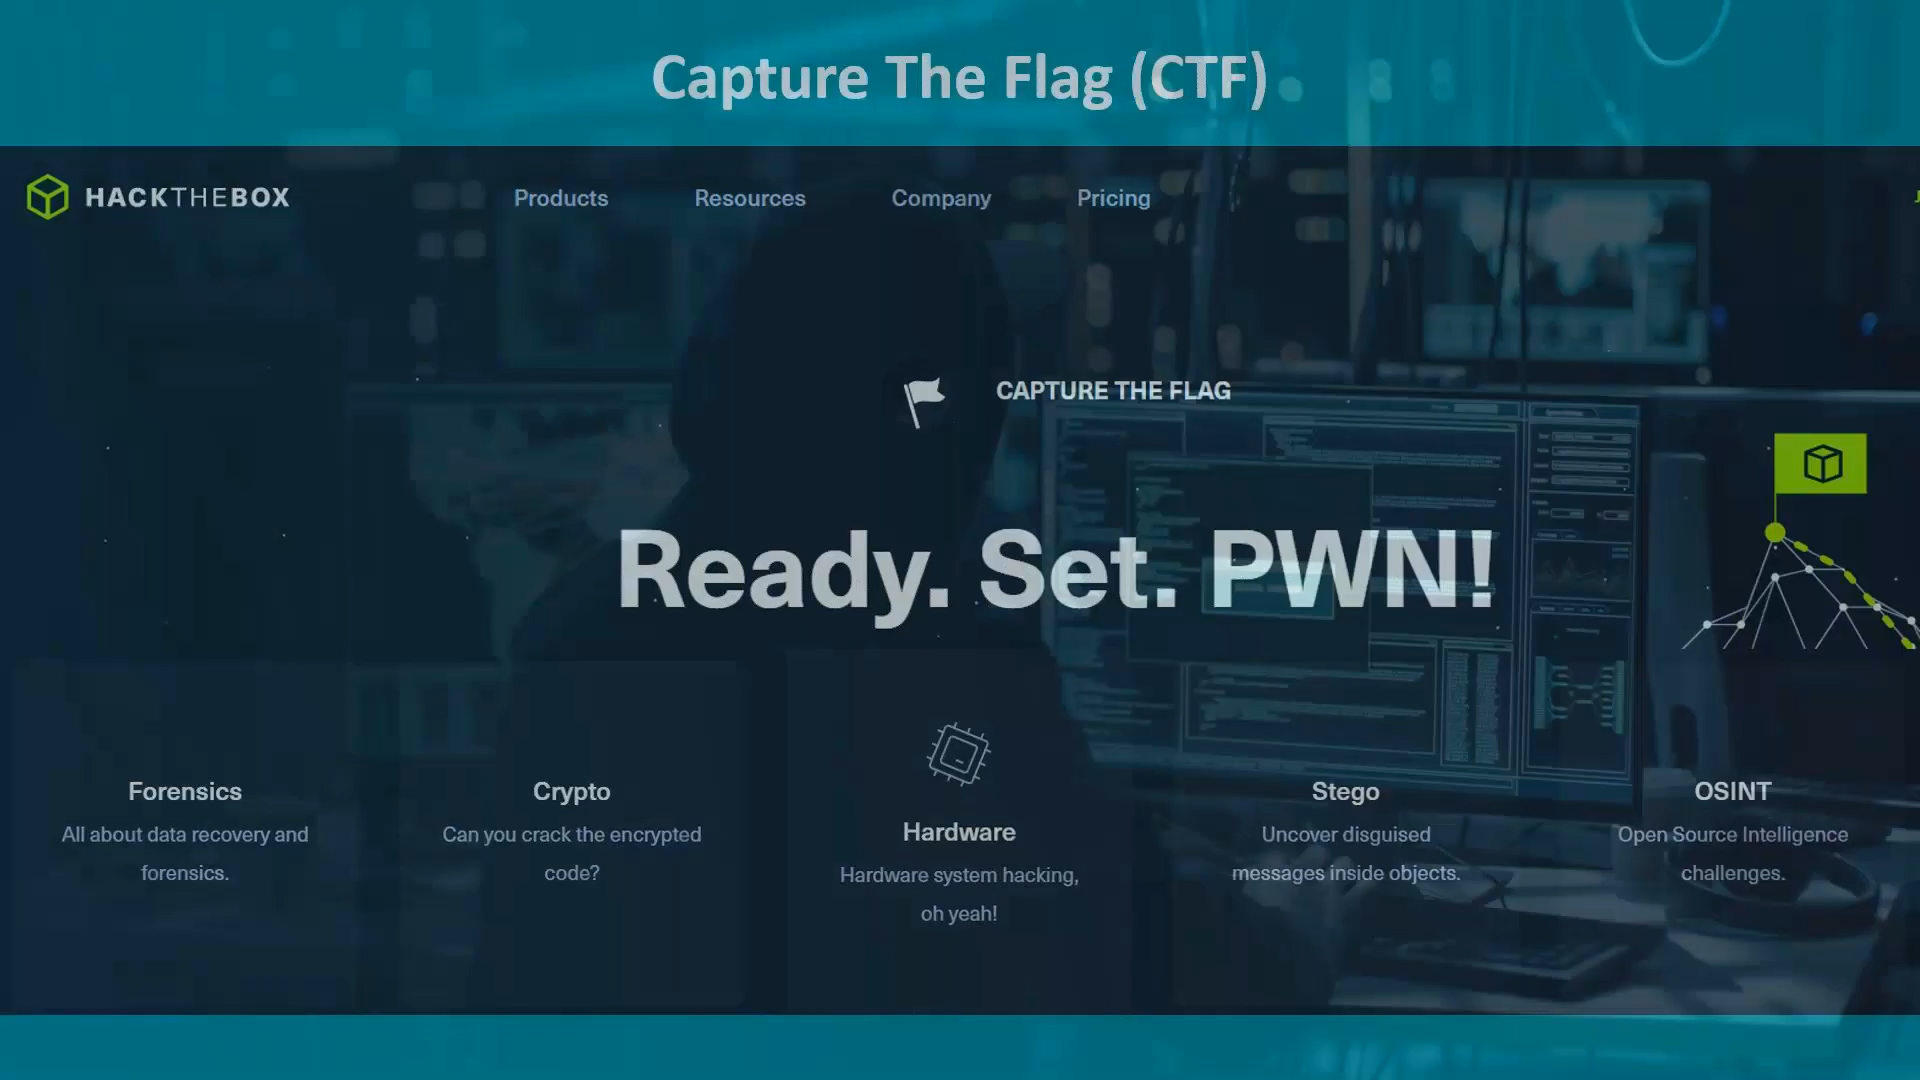 Capture The Flag (CTF)
HACKTHEBOX
Products
Resources
Company
Pricing
CAPTURE THE FLAG
Ready. Set. PWN!
Forensics
All about data recovery and
forensics.
Crypto
Can you crack the encrypted
code?
Hardware
Hardware system hacking,
oh yeah!
Stego
Uncover disguised
messages inside objects.
OSINT
Open Source Intelligence
challenges.